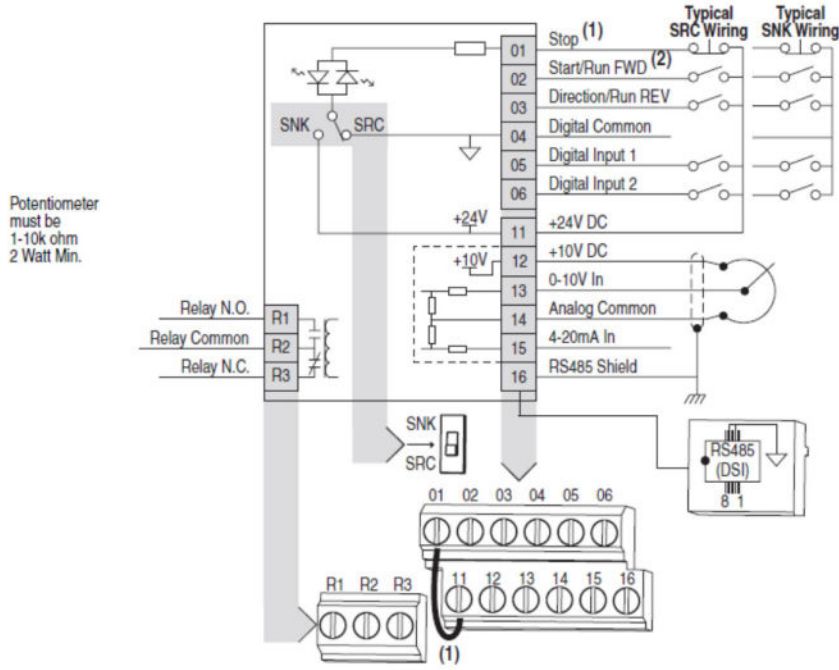 Typical
SRC Wiring
Typical
SNK Wiring
01 Stop (1)
02 Start/Run FWD (2)
03 Direction/Run REV
SNK SRC
04 Digital Common
05 Digital Input 1
06 Digital Input 2
Potentiometer
must be
1-10k ohm
2 Watt Min.
+24V 11 +24V DC
+10V 12 +10V DC
13 0-10V In
14 Analog Common
15 4-20mA In
16 RS485 Shield
Relay N.O. R1
Relay Common R2
Relay N.C. R3
SNK
SRC
RS485
(DSI)
8 1
01 02 03 04 05 06
11 12 13 14 15 16
R1 R2 R3
(1)